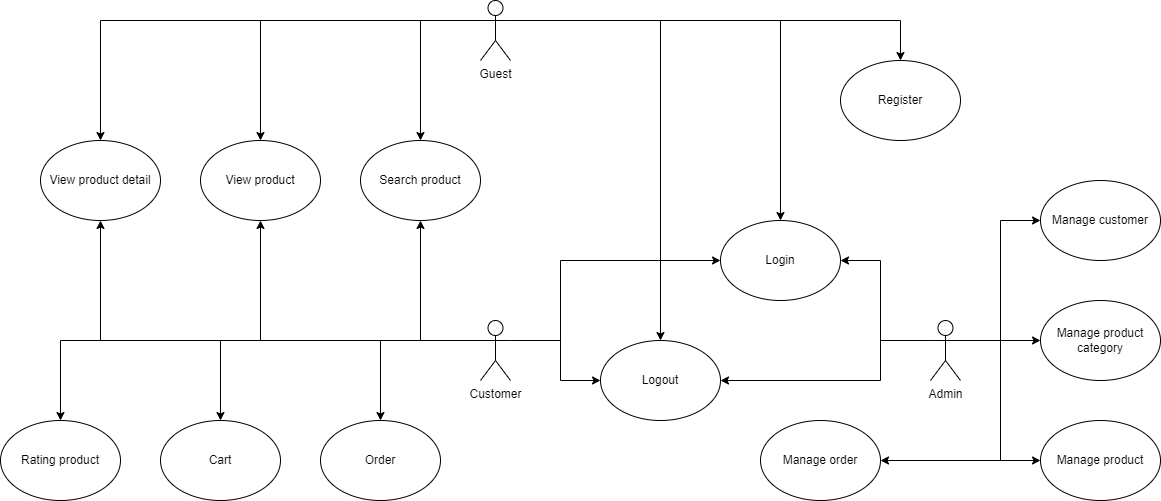 Guest
Register
View product detail
View product
Search product
Manage customer
Login
Manage product
category
Logout
Customer
Admin
Rating product
Cart
Order
Manage order
Manage product